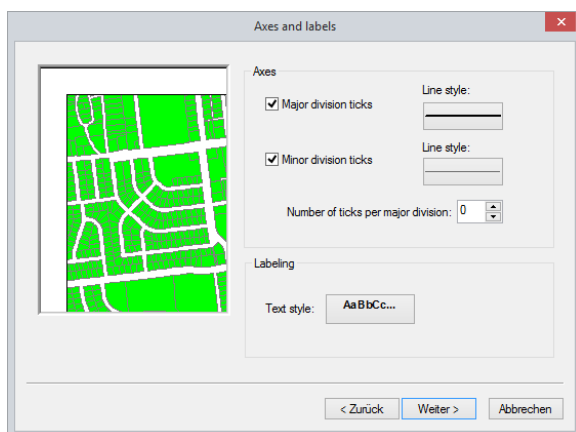 Axes and labels
Axes
Major division ticks
Line style:
Minor division ticks
Line style:
Number of ticks per major division: 0
Labeling
Text style: AaBbCc...
< Zurück Weiter > Abbrechen